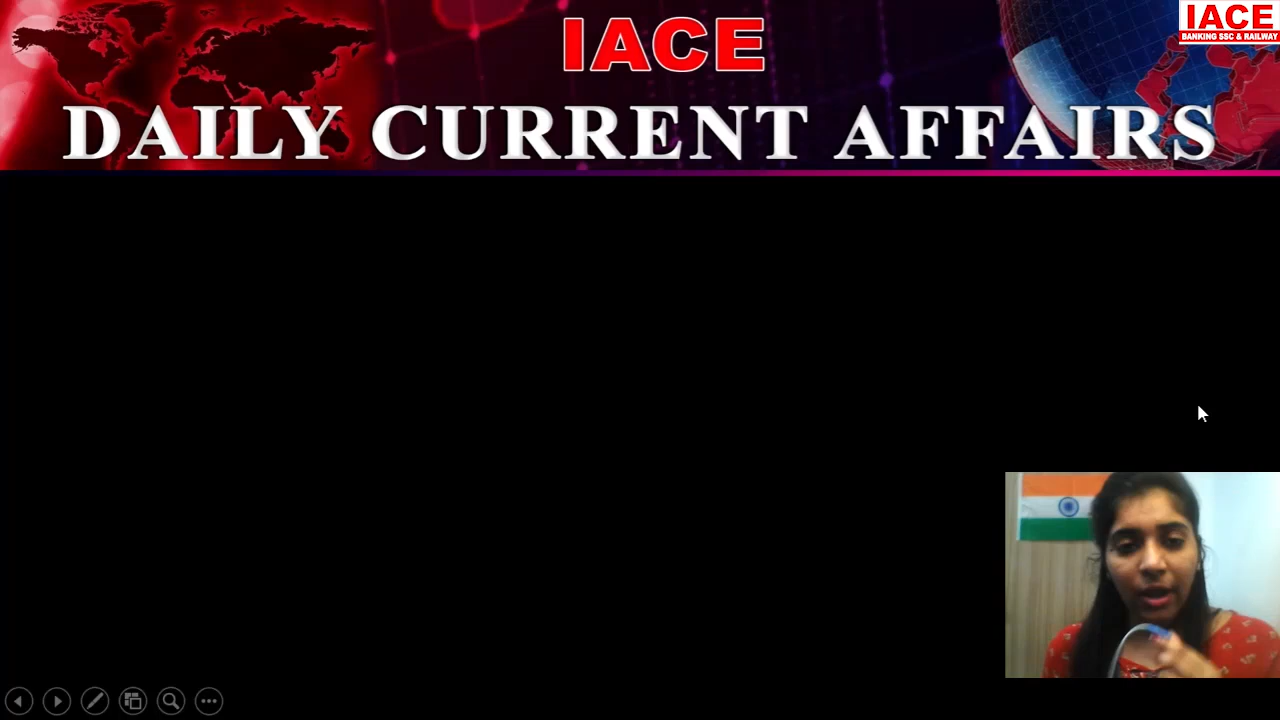 IACE
IACE
BANKING SSC & RAILWAY
DAILY CURRENT AFFAIRS